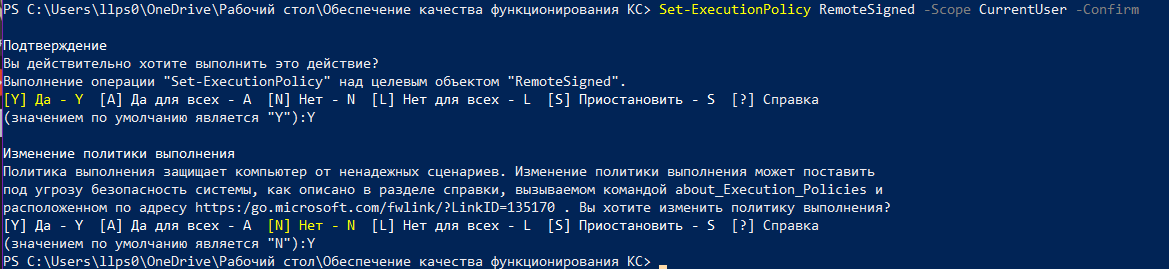 PS C:\Users\llps0\OneDrive\Рабочий стол\Обеспечение качества функционирования КС> Set-ExecutionPolicy RemoteSigned -Scope CurrentUser -Confirm
Подтверждение
Вы действительно хотите выполнить это действие?
Выполнение операции "Set-ExecutionPolicy" над целевым объектом "RemoteSigned".
[Y] Да - Y  [A] Да для всех - A  [N] Нет - N  [L] Нет для всех - L  [S] Приостановить - S  [?] Справка
(значением по умолчанию является "Y"):Y
Изменение политики выполнения
Политика выполнения защищает компьютер от ненадежных сценариев. Изменение политики выполнения может поставить
под угрозу безопасность системы, как описано в разделе справки, вызываемом командой about_Execution_Policies и
расположенном по адресу https:/go.microsoft.com/fwlink/?LinkID=135170 . Вы хотите изменить политику выполнения?
[Y] Да - Y  [A] Да для всех - A  [N] Нет - N  [L] Нет для всех - L  [S] Приостановить - S  [?] Справка
(значением по умолчанию является "N"):Y
PS C:\Users\llps0\OneDrive\Рабочий стол\Обеспечение качества функционирования КС>